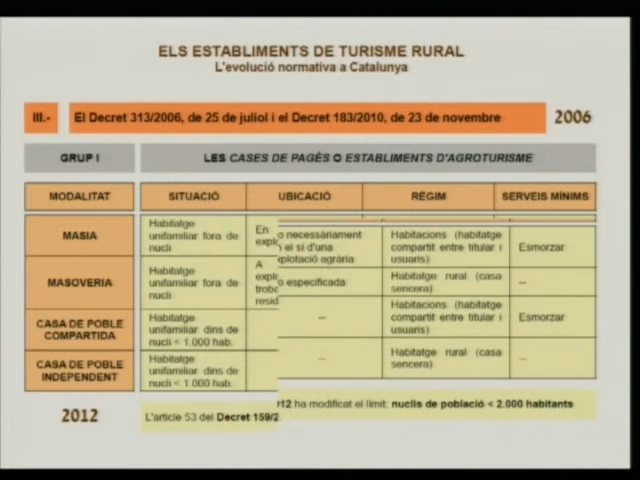 ELS ESTABLIMENTS DE TURISME RURAL
L'evolució normativa a Catalunya
III.- El Decret 313/2006, de 25 de juliol i el Decret 183/2010, de 23 de novembre 2006
GRUP I LES CASES DE PAGÈS O ESTABLIMENTS D'AGROTURISME
MODALITAT SITUACIÓ UBICACIÓ RÈGIM SERVEIS MÍNIMS
MASIA
Habitatge
unifamiliar fora de
nucli
En
necessàriament
el sí d'una
agrària
Habitacions (habitatge
compartit entre titular i
usuaris)
Esmorzar
MASOVERIA
Habitatge
unifamiliar fora de
nucli
A
especificada
Habitatge rural (casa
sencera)
--
CASA DE POBLE
COMPARTIDA
Habitatge
unifamiliar dins de
nucli < 1.000 hab.
--
Habitacions (habitatge
compartit entre titular i
usuaris)
Esmorzar
CASA DE POBLE
INDEPENDENT
Habitatge
unifamiliar dins de
nucli < 1.000 hab.
--
Habitatge rural (casa
sencera)
--
2012
L'article 53 del Decret 159/2
12 ha modificat el límit: nuclis de població < 2.000 habitants